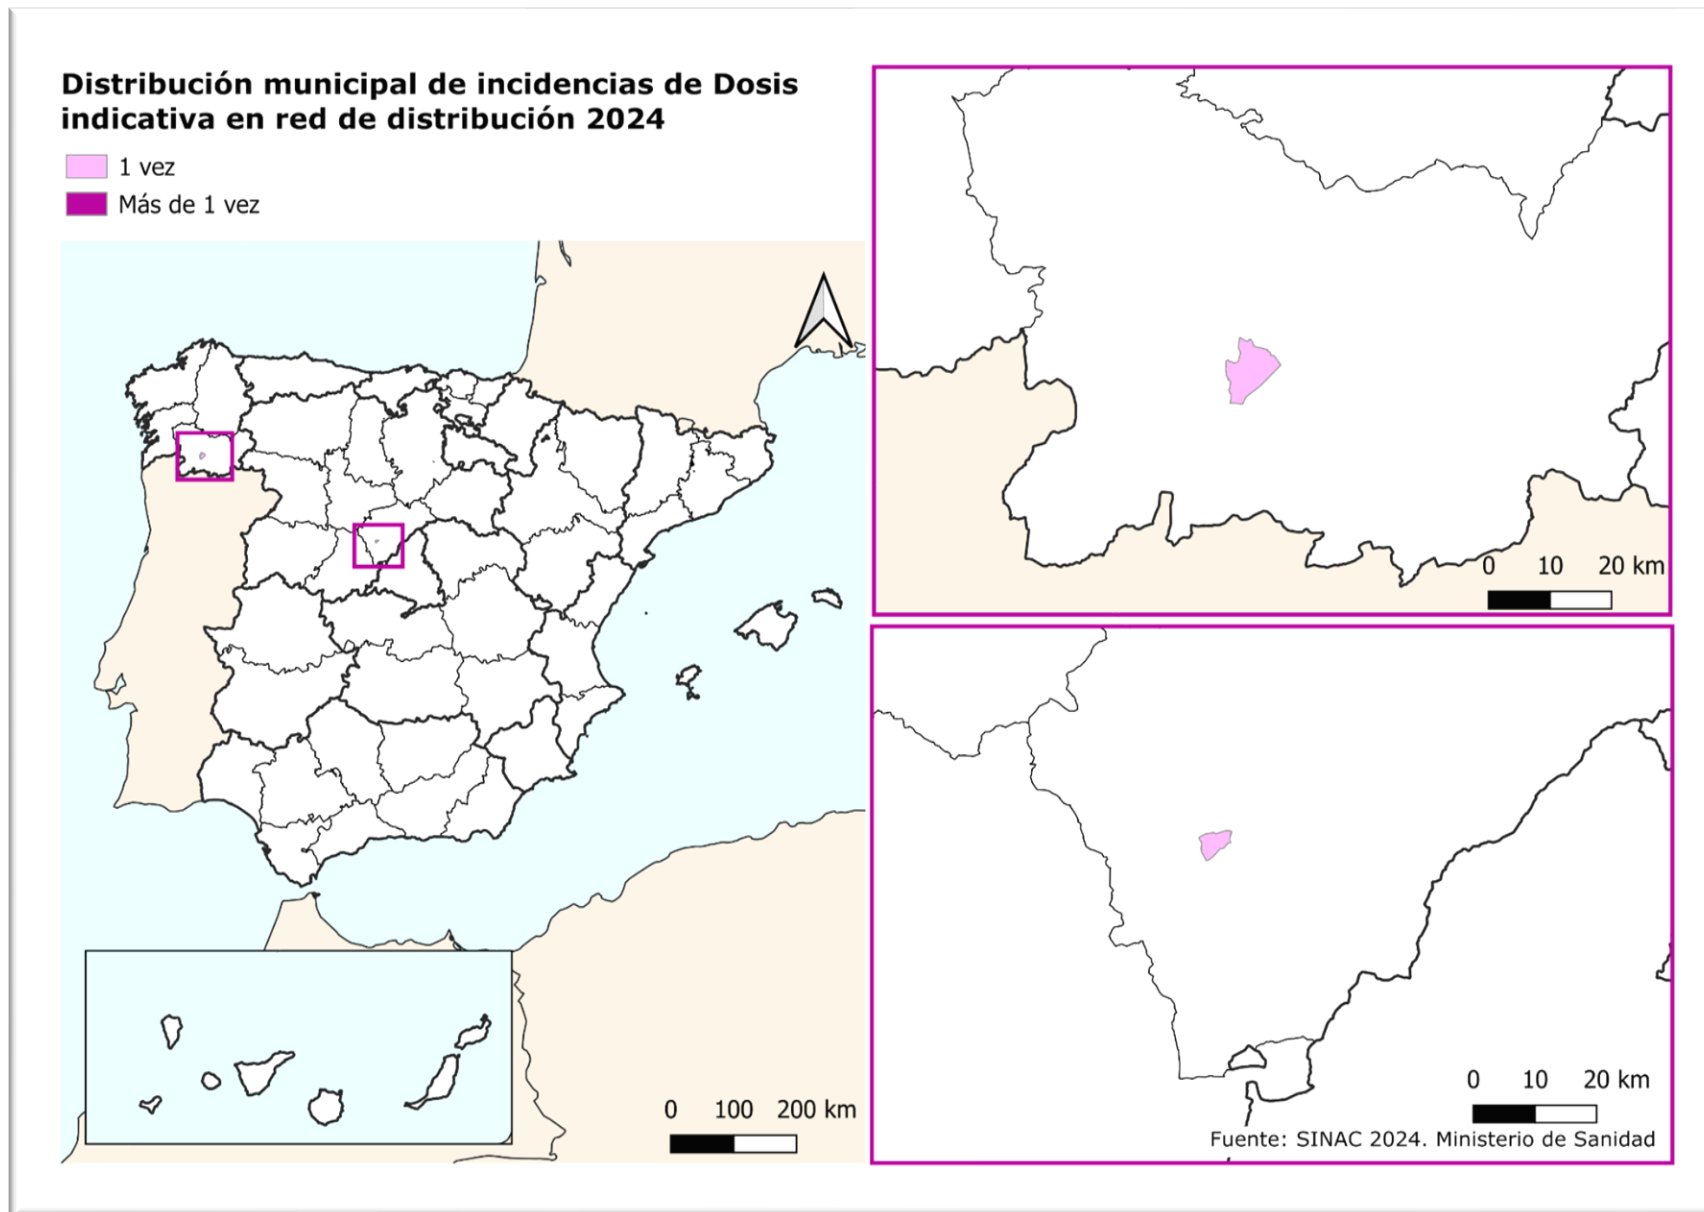 Distribución municipal de incidencias de Dosis
indicativa en red de distribución 2024
1 vez
Más de 1 vez
0 100 200 km
0 10 20 km
0 10 20 km
Fuente: SINAC 2024. Ministerio de Sanidad